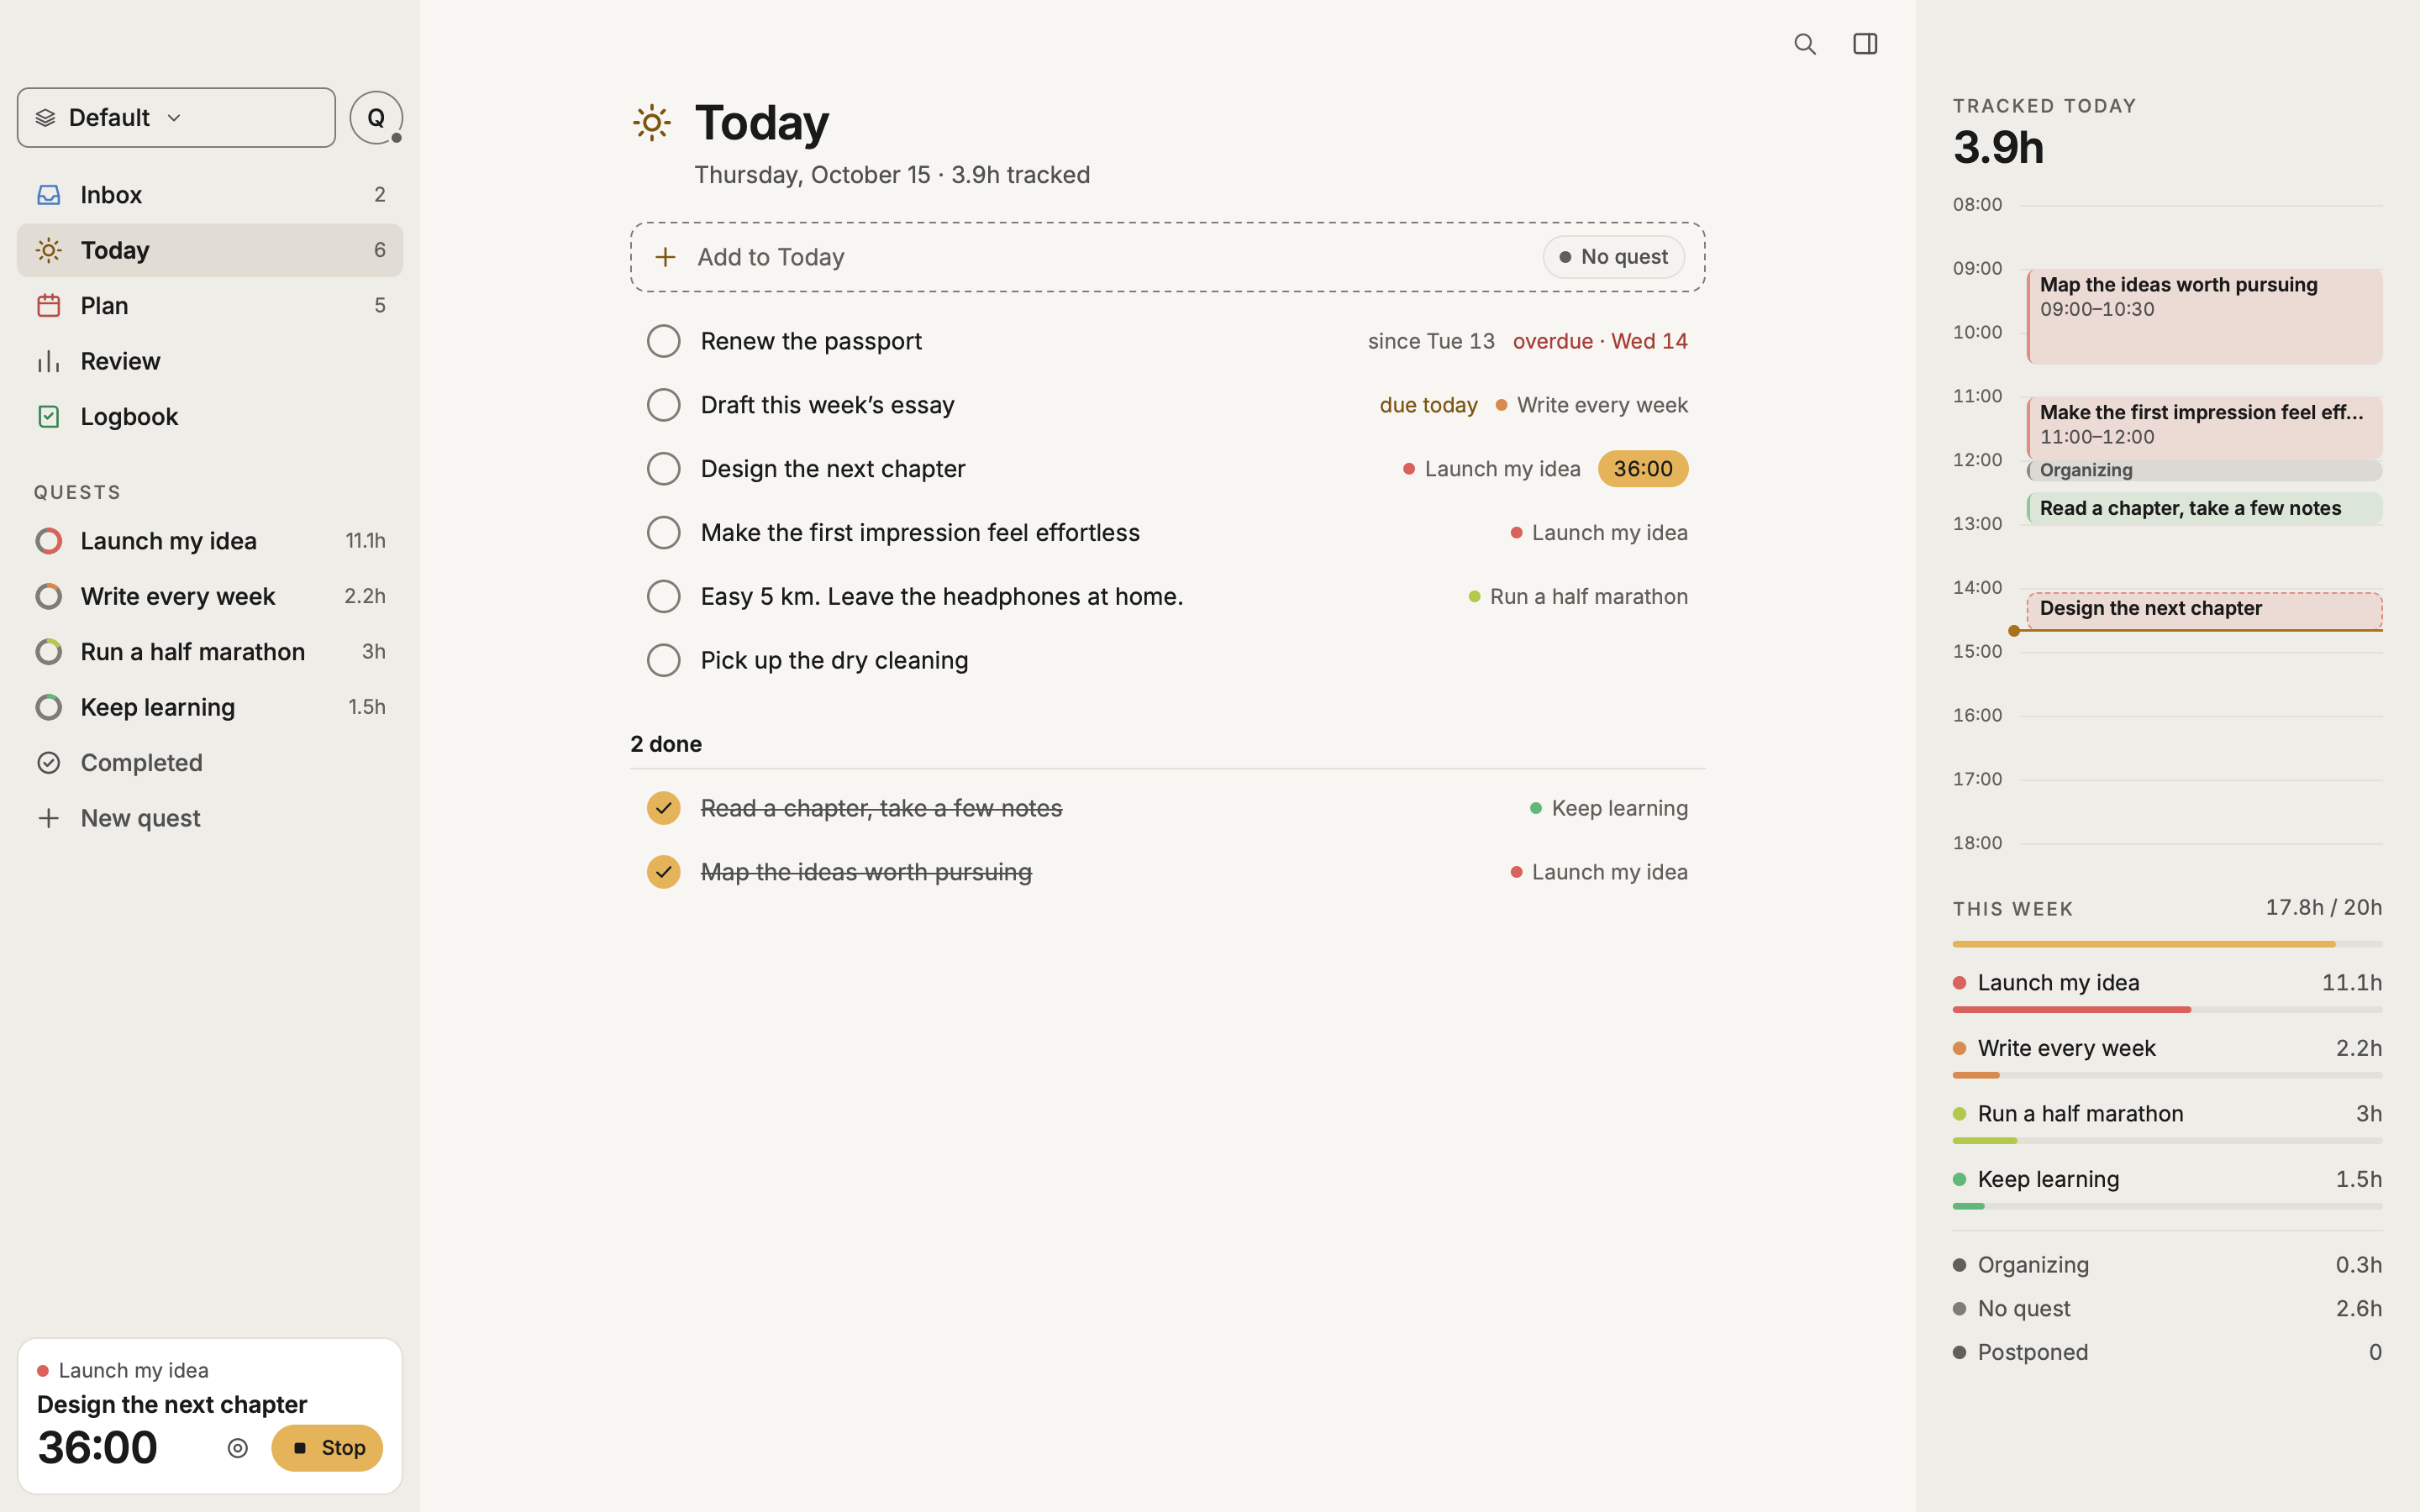 Default
Q
Inbox 2
Today 6
Plan 5
Review
Logbook
QUESTS
Launch my idea 11.1h
Write every week 2.2h
Run a half marathon 3h
Keep learning 1.5h
Completed
New quest
Launch my idea
Design the next chapter
36:00 Stop
Today
Thursday, October 15 · 3.9h tracked
Add to Today No quest
Renew the passport since Tue 13 overdue · Wed 14
Draft this week’s essay due today Write every week
Design the next chapter Launch my idea 36:00
Make the first impression feel effortless Launch my idea
Easy 5 km. Leave the headphones at home. Run a half marathon
Pick up the dry cleaning
2 done
Read a chapter, take a few notes Keep learning
Map the ideas worth pursuing Launch my idea
TRACKED TODAY
3.9h
08:00
09:00
Map the ideas worth pursuing
09:00–10:30
10:00
11:00
Make the first impression feel eff...
11:00–12:00
12:00
Organizing
Read a chapter, take a few notes
13:00
14:00
Design the next chapter
15:00
16:00
17:00
18:00
THIS WEEK 17.8h / 20h
Launch my idea 11.1h
Write every week 2.2h
Run a half marathon 3h
Keep learning 1.5h
Organizing 0.3h
No quest 2.6h
Postponed 0